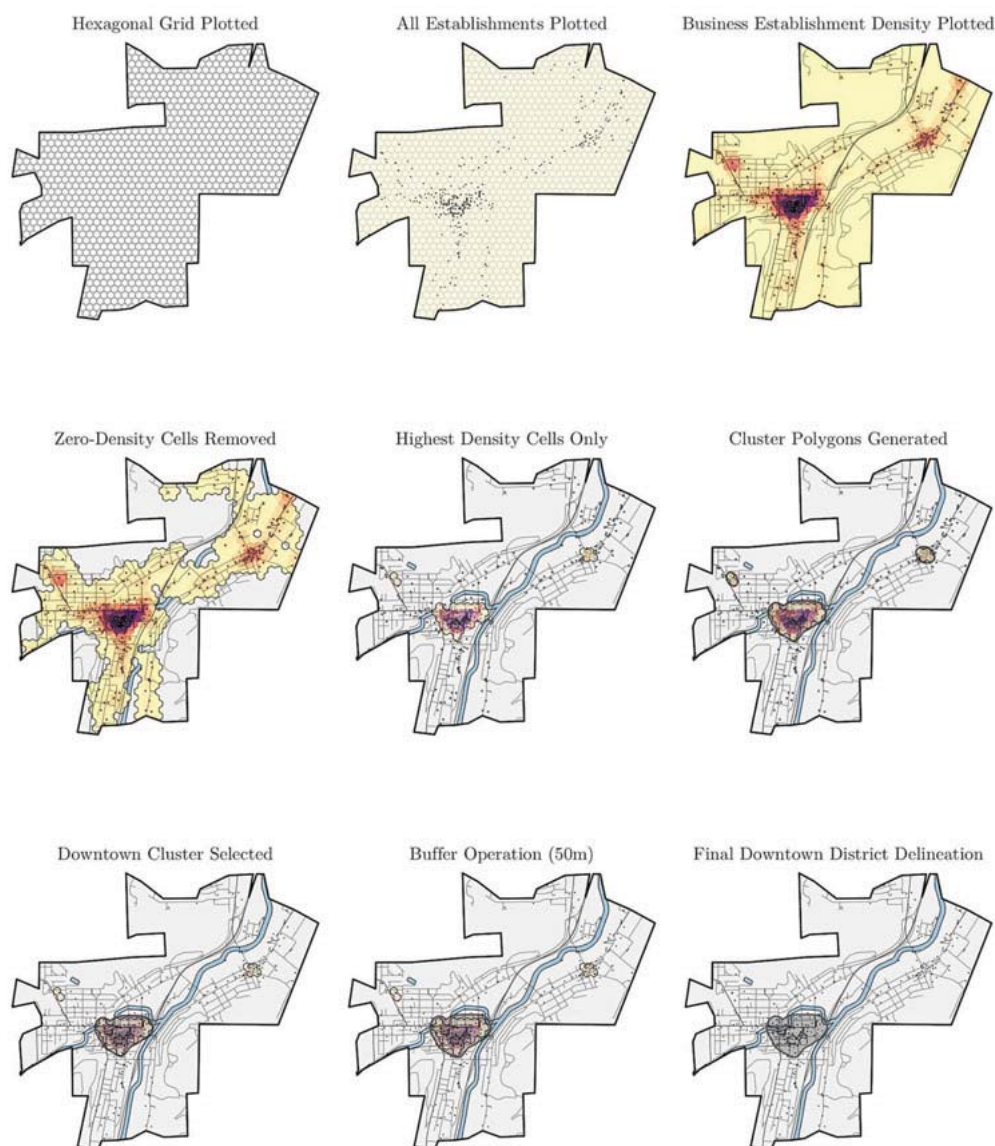 Hexagonal Grid Plotted
All Establishments Plotted
Business Establishment Density Plotted
Zero-Density Cells Removed
Highest Density Cells Only
Cluster Polygons Generated
Downtown Cluster Selected
Buffer Operation (50m)
Final Downtown District Delineation